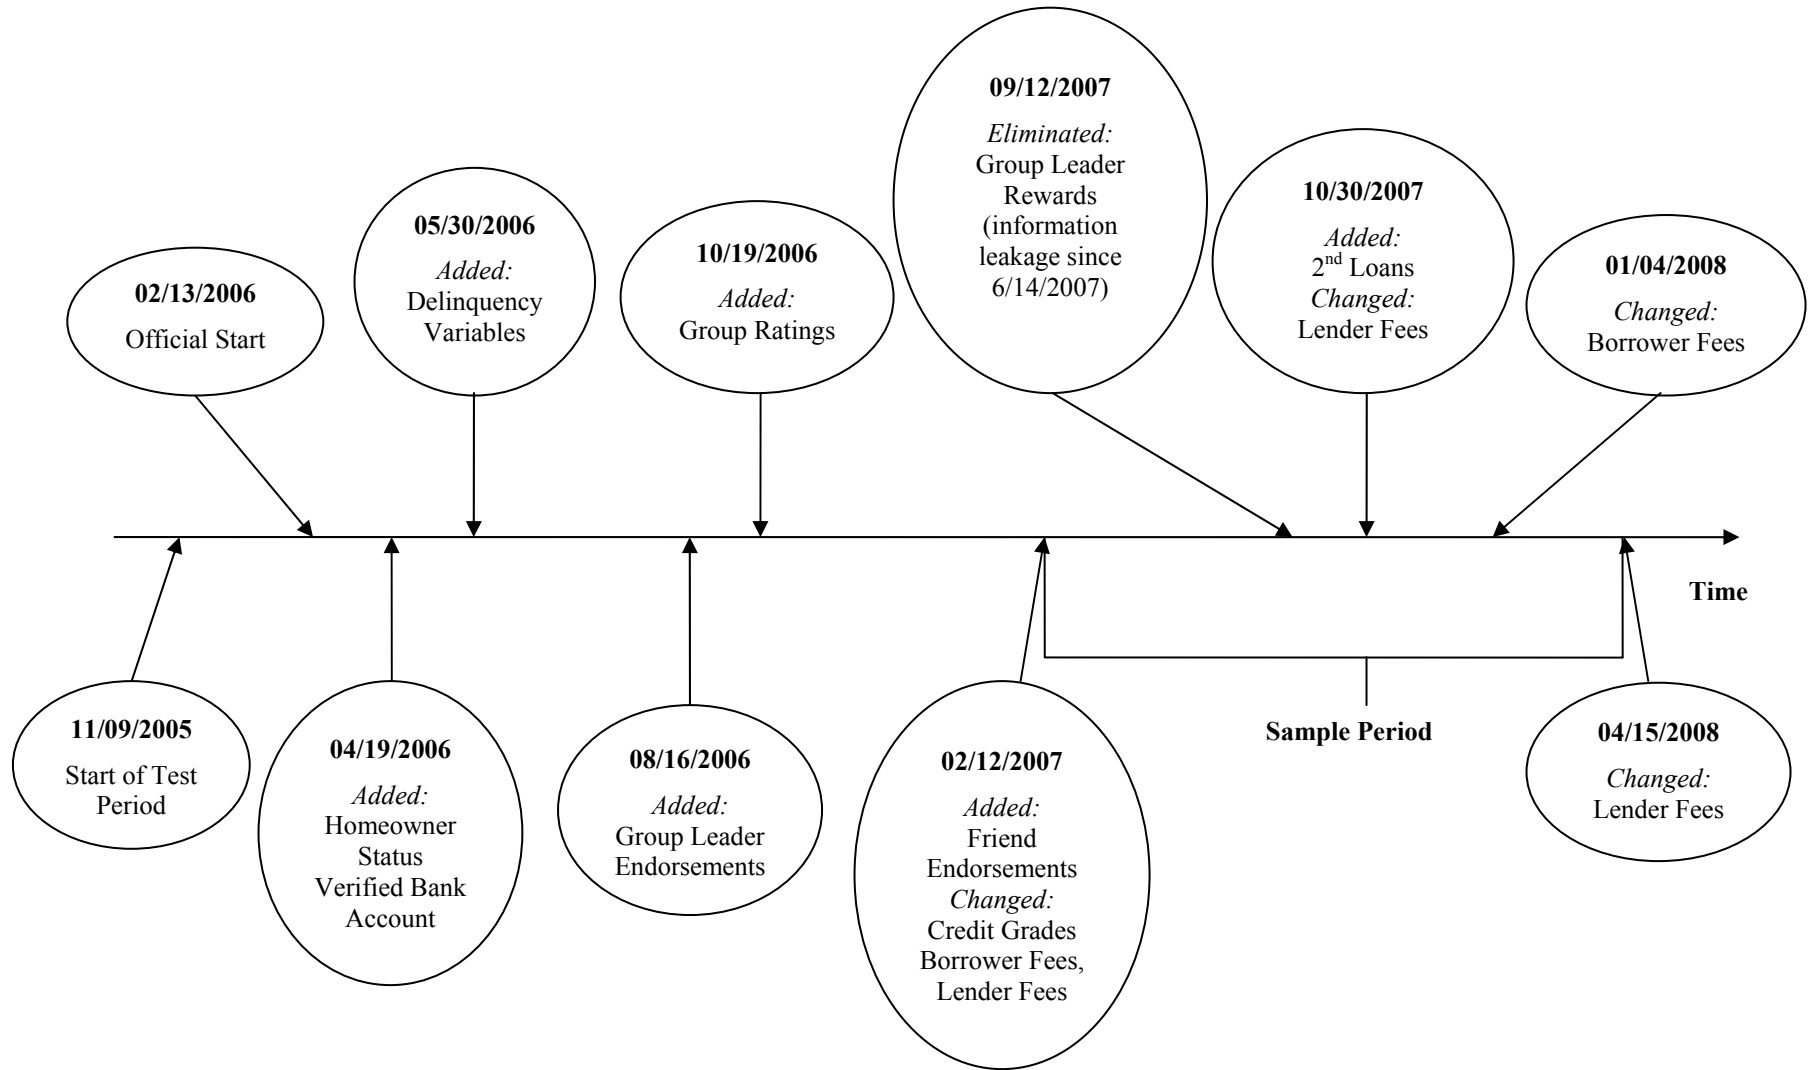 02/13/2006
Official Start
05/30/2006
Added:
Delinquency
Variables
10/19/2006
Added:
Group Ratings
09/12/2007
Eliminated:
Group Leader
Rewards
(information
leakage since
6/14/2007)
10/30/2007
Added:
2nd Loans
Changed:
Lender Fees
01/04/2008
Changed:
Borrower Fees
Time
11/09/2005
Start of Test
Period
04/19/2006
Added:
Homeowner
Status
Verified Bank
Account
08/16/2006
Added:
Group Leader
Endorsements
02/12/2007
Added:
Friend
Endorsements
Changed:
Credit Grades
Borrower Fees,
Lender Fees
Sample Period
04/15/2008
Changed:
Lender Fees